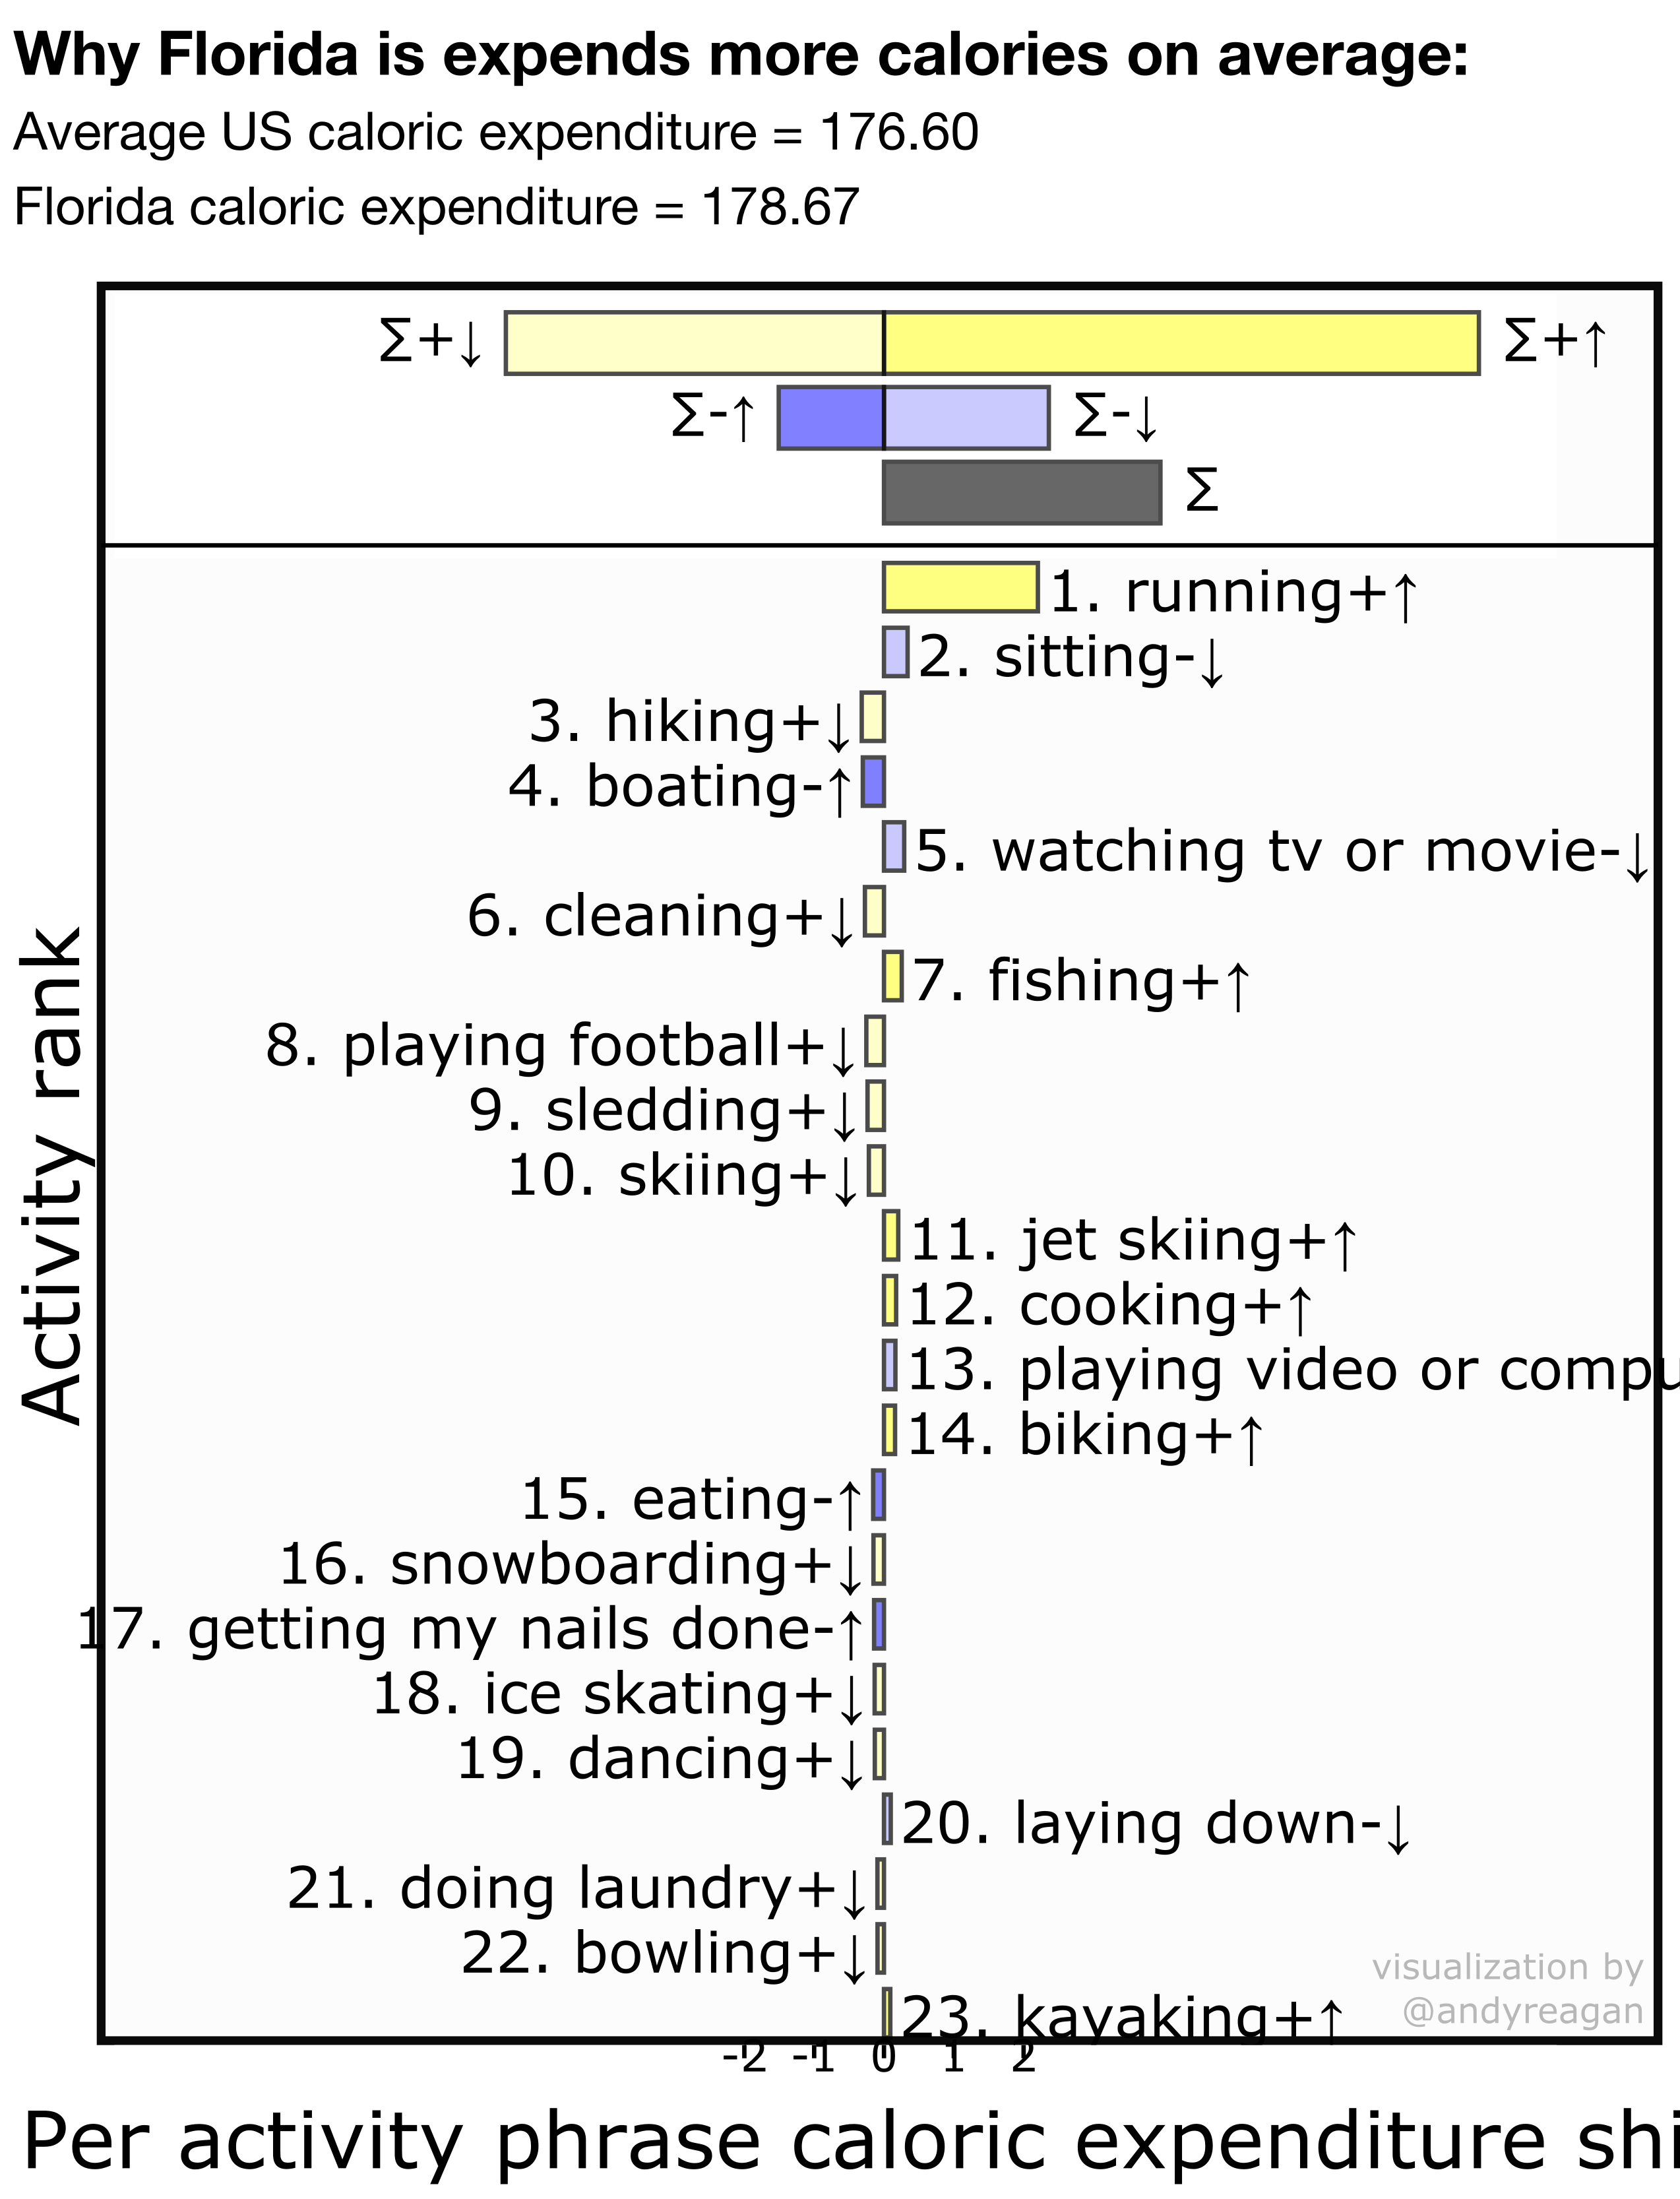 Why Florida is expends more calories on average:
Average US caloric expenditure = 176.60
Florida caloric expenditure = 178.67
∑+↓
∑+↑
∑-↑
∑-↓
∑
Activity rank
1. running+↑
2. sitting-↓
3. hiking+↓
4. boating-↑
5. watching tv or movie-↓
6. cleaning+↓
7. fishing+↑
8. playing football+↓
9. sledding+↓
10. skiing+↓
11. jet skiing+↑
12. cooking+↑
13. playing video or compu
14. biking+↑
15. eating-↑
16. snowboarding+↓
17. getting my nails done-↑
18. ice skating+↓
19. dancing+↓
20. laying down-↓
21. doing laundry+↓
22. bowling+↓
23. kayaking+↑
visualization by
@andyreagan
-2 -1 0 1 2
Per activity phrase caloric expenditure shi